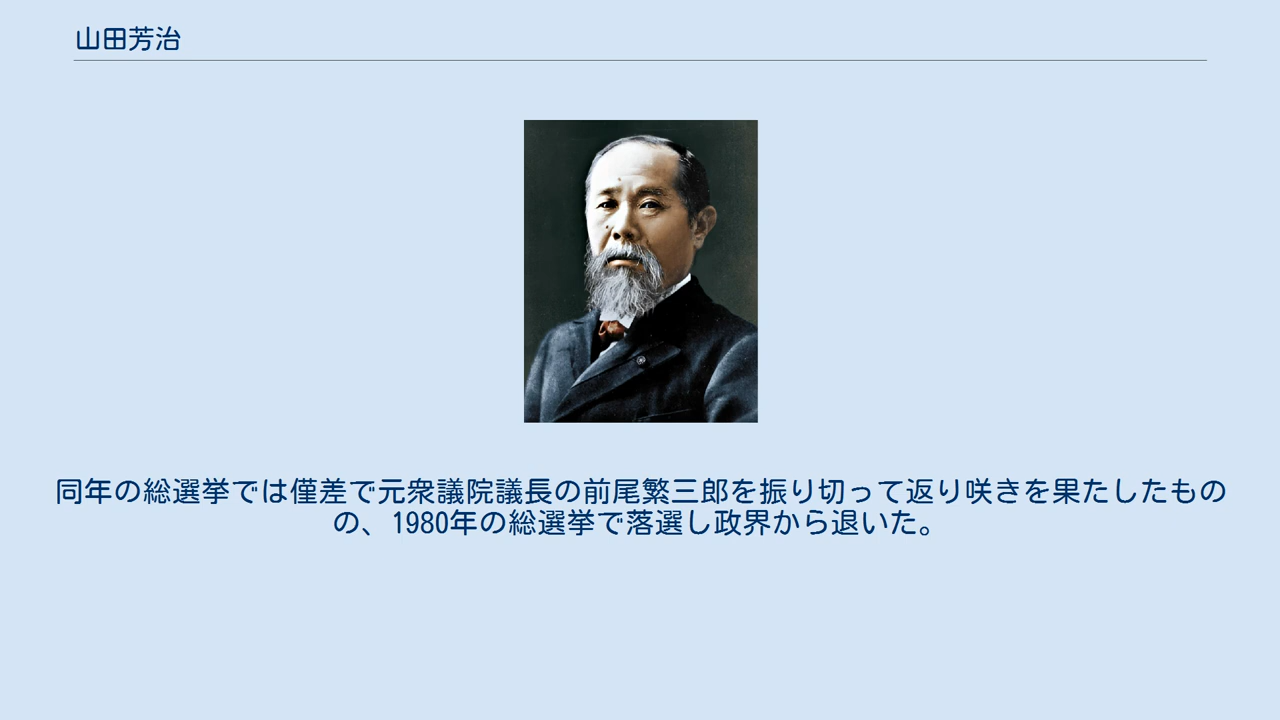 山田芳治
同年の総選挙では僅差で元衆議院議長の前尾繁三郎を振り切って返り咲きを果たしたもの
の、1980年の総選挙で落選し政界から退いた。